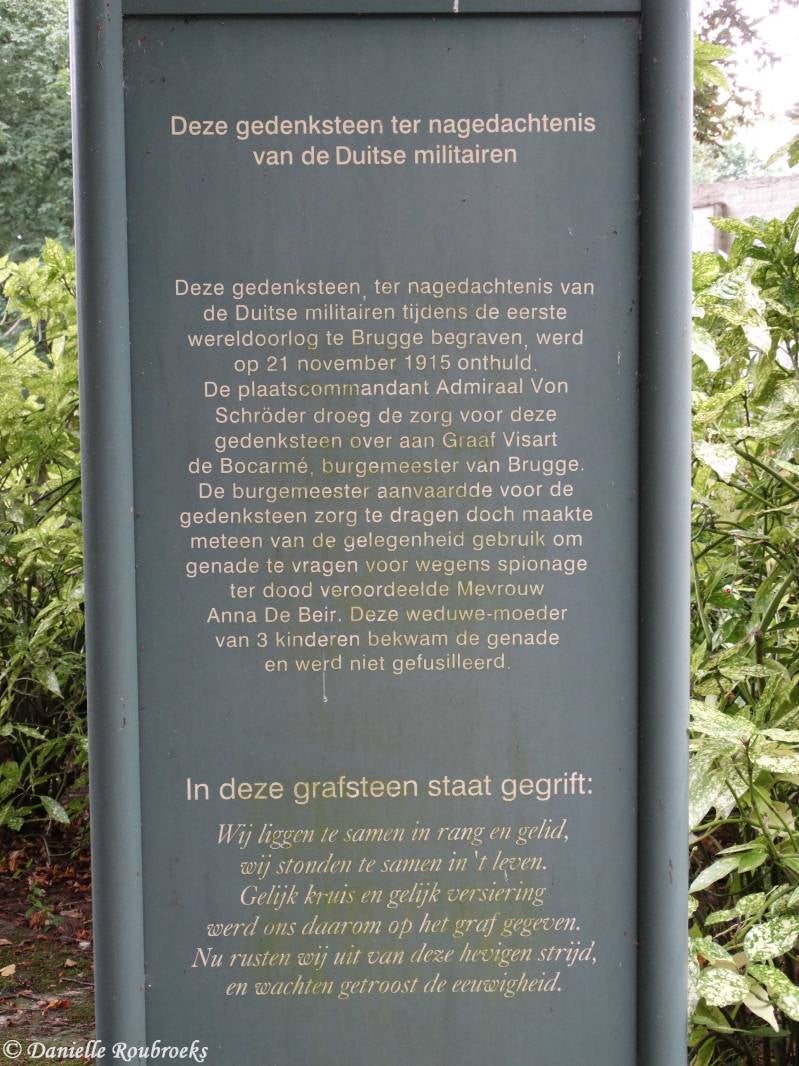 Deze gedenksteen ter nagedachtenis
van de Duitse militairen
Deze gedenksteen, ter nagedachtenis van
de Duitse militairen tijdens de eerste
wereldoorlog te Brugge begraven, werd
op 21 november 1915 onthuld.
De plaatscommandant Admiraal Von
Schröder droeg de zorg voor deze
gedenksteen over aan Graaf Visart
de Bocarmé, burgemeester van Brugge.
De burgemeester aanvaardde voor de
gedenksteen zorg te dragen doch maakte
meteen van de gelegenheid gebruik om
genade te vragen voor wegens spionage
ter dood veroordeelde Mevrouw
Anna De Beir. Deze weduwe-moeder
van 3 kinderen bekwam de genade
en werd niet gefusilleerd.
In deze grafsteen staat gegrift:
Wij liggen te samen in rang en gelid,
wij stonden te samen in 't leven.
Gelijk kruis en gelijk versiering
werd ons daarom op het graf gegeven.
Nu rusten wij uit van deze hevigen strijd,
en wachten getroost de eeuwigheid.
© Danielle Roubroeks